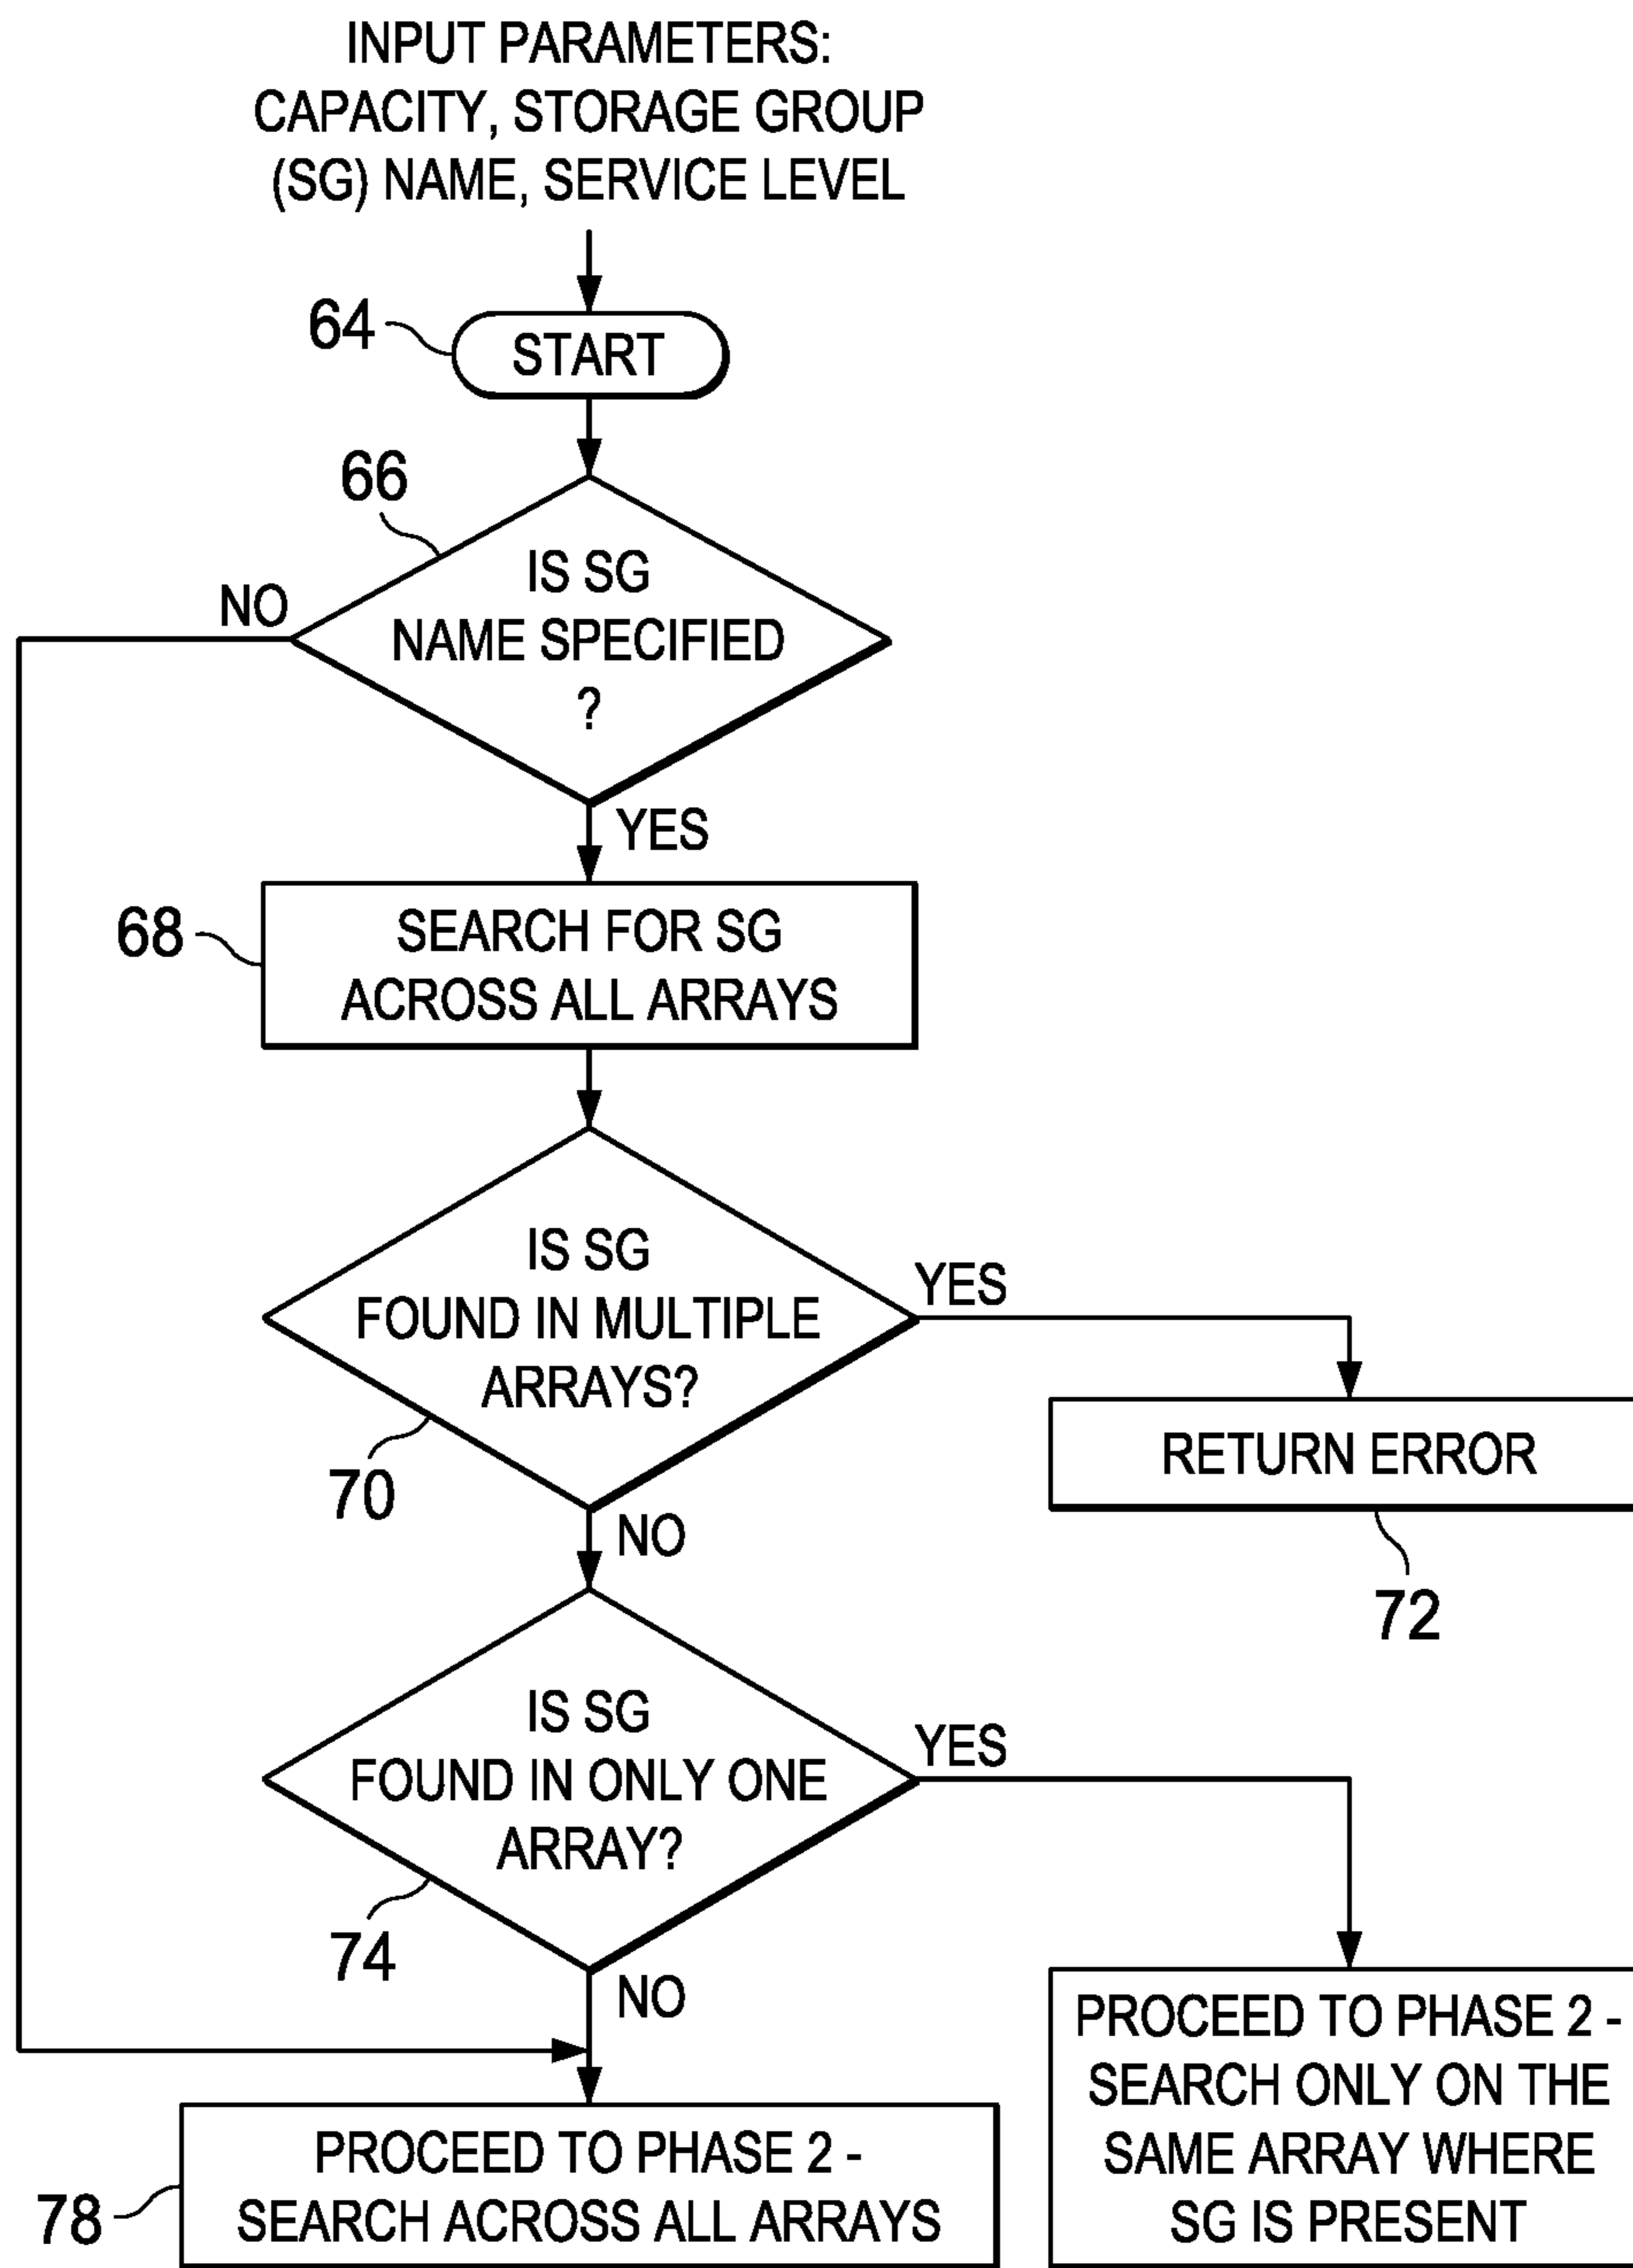 INPUT PARAMETERS:
CAPACITY, STORAGE GROUP
(SG) NAME, SERVICE LEVEL
64
START
66
IS SG
NAME SPECIFIED
?
NO
YES
68
SEARCH FOR SG
ACROSS ALL ARRAYS
IS SG
FOUND IN MULTIPLE
ARRAYS?
YES
70
RETURN ERROR
72
NO
IS SG
FOUND IN ONLY ONE
ARRAY?
YES
74
NO
PROCEED TO PHASE 2 -
SEARCH ONLY ON THE
SAME ARRAY WHERE
SG IS PRESENT
78
PROCEED TO PHASE 2 -
SEARCH ACROSS ALL ARRAYS